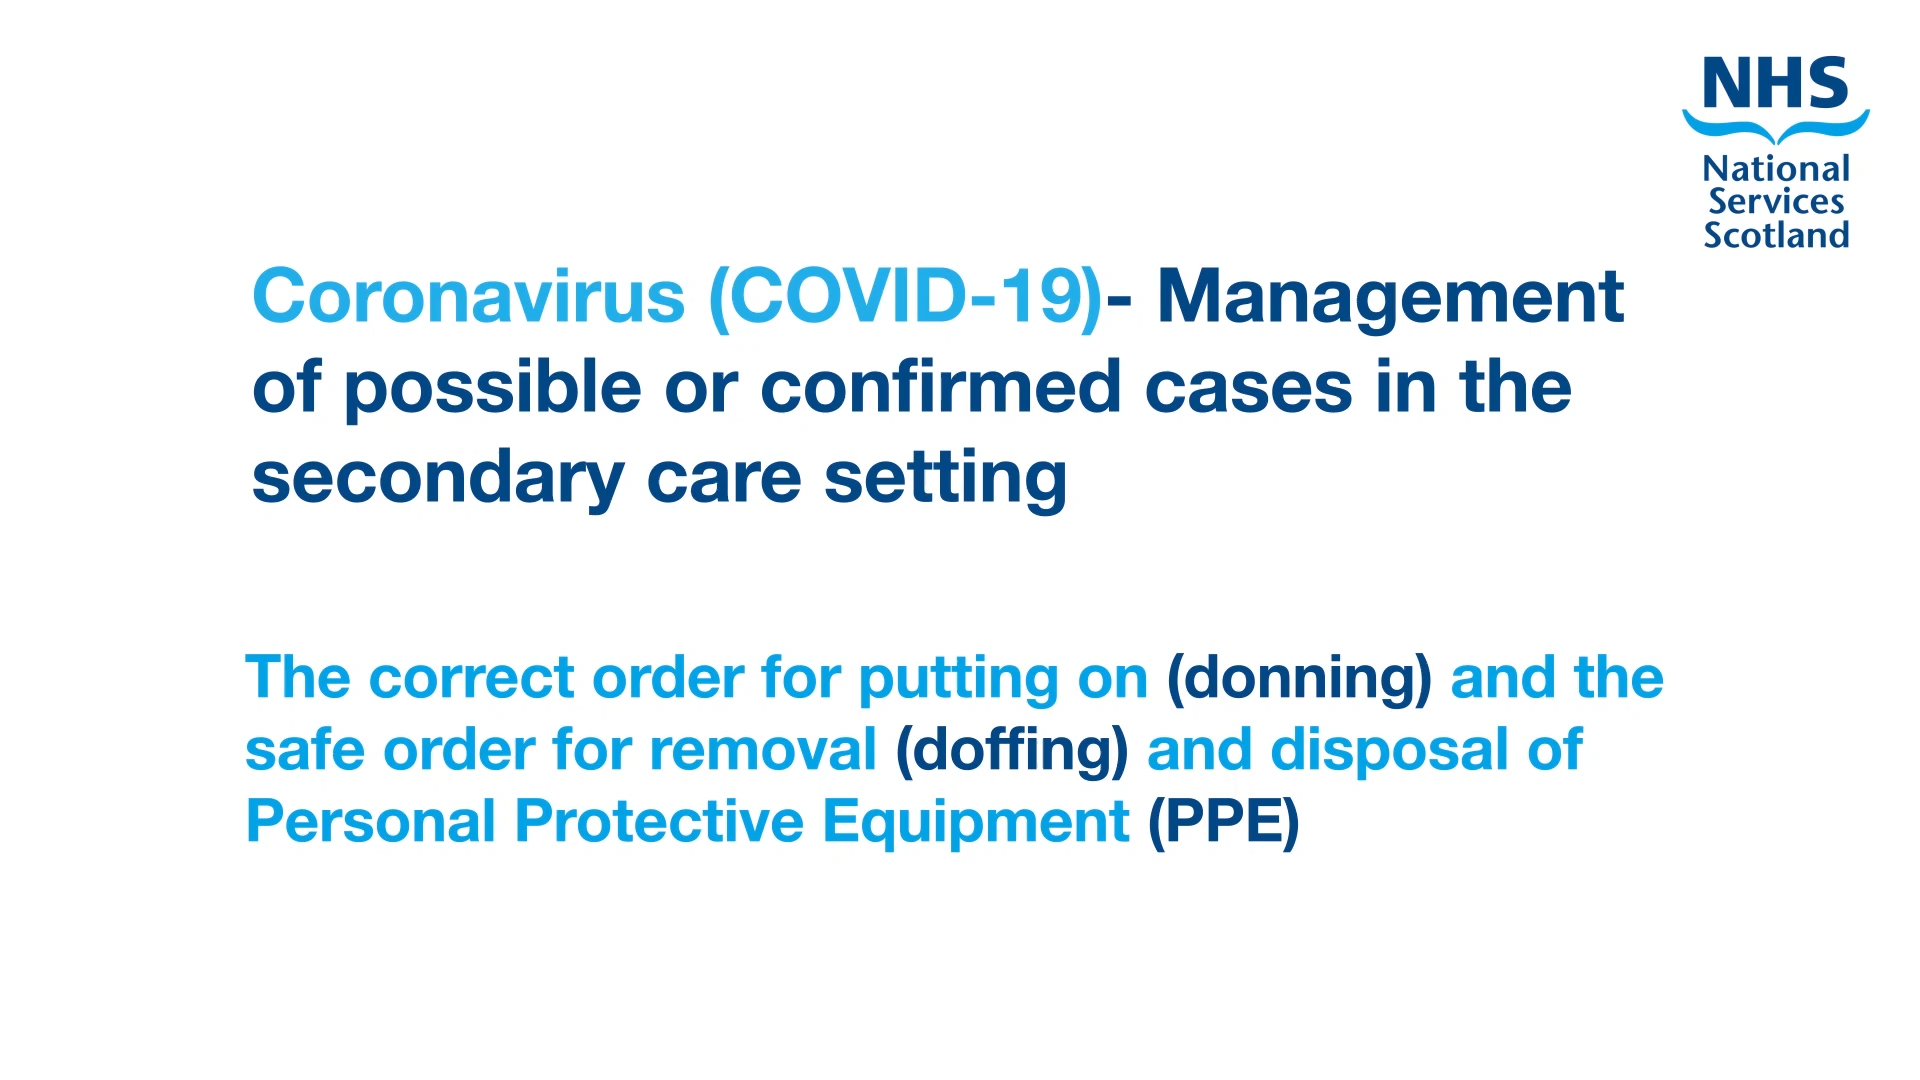 NHS
National
Services
Scotland
Coronavirus (COVID-19)- Management
of possible or confirmed cases in the
secondary care setting
The correct order for putting on (donning) and the
safe order for removal (doffing) and disposal of
Personal Protective Equipment (PPE)